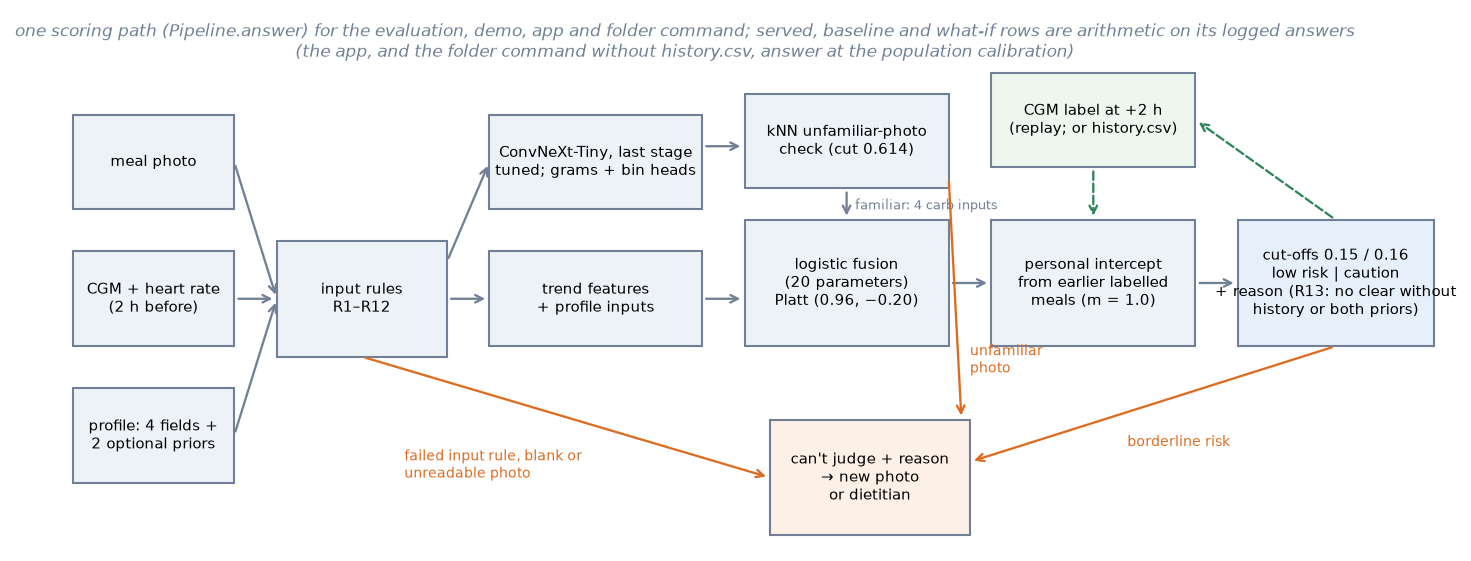 one scoring path (Pipeline.answer) for the evaluation, demo, app and folder command; served, baseline and what-if rows are arithmetic on its logged answers
(the app, and the folder command without history.csv, answer at the population calibration)
meal photo
CGM + heart rate
(2 h before)
profile: 4 fields +
2 optional priors
input rules
R1–R12
ConvNeXt-Tiny, last stage
tuned; grams + bin heads
trend features
+ profile inputs
kNN unfamiliar-photo
check (cut 0.614)
familiar: 4 carb inputs
logistic fusion
(20 parameters)
Platt (0.96, −0.20)
CGM label at +2 h
(replay; or history.csv)
personal intercept
from earlier labelled
meals (m = 1.0)
cut-offs 0.15 / 0.16
low risk | caution
+ reason (R13: no clear without
history or both priors)
unfamiliar
photo
failed input rule, blank or
unreadable photo
borderline risk
can't judge + reason
→ new photo
or dietitian